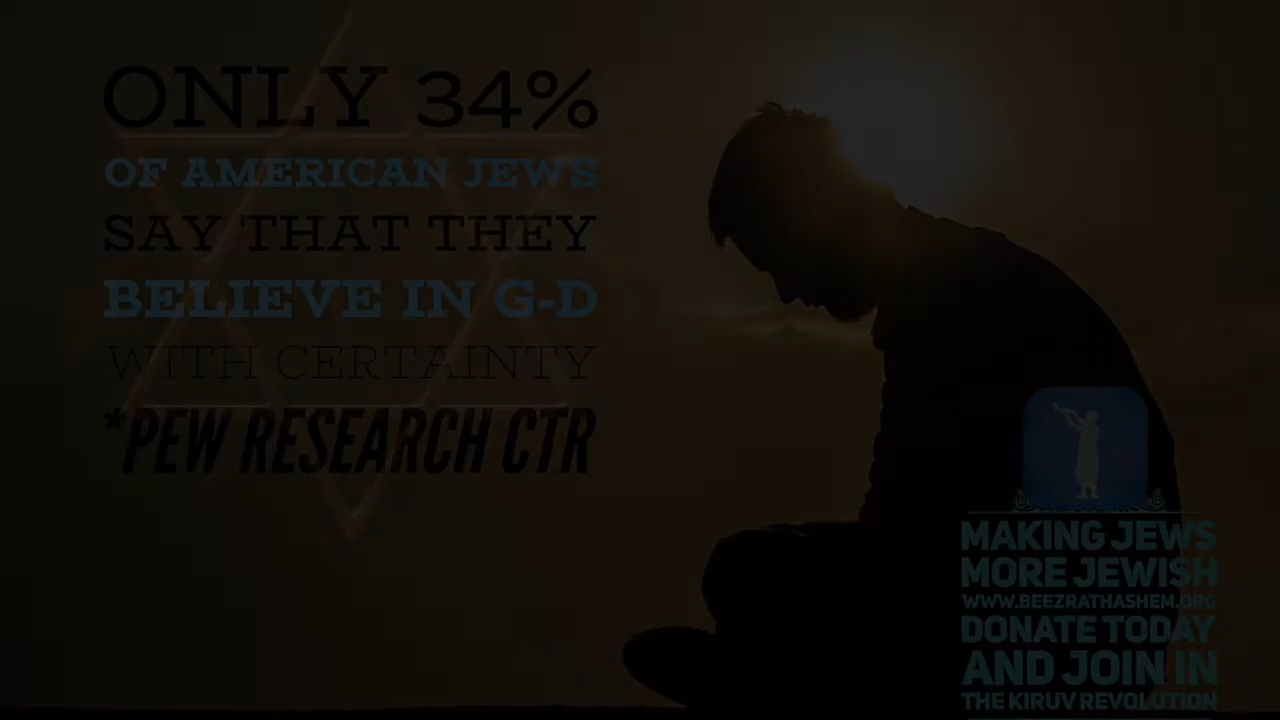 ONLY 34%
OF AMERICAN JEWS
SAY THAT THEY
BELIEVE IN G-D
WITH CERTAINTY
*PEW RESEARCH CTR
MAKING JEWS
MORE JEWISH
WWW.BEEZRATHASHEM.ORG
DONATE TODAY
AND JOIN IN
THE KIRUV REVOLUTION